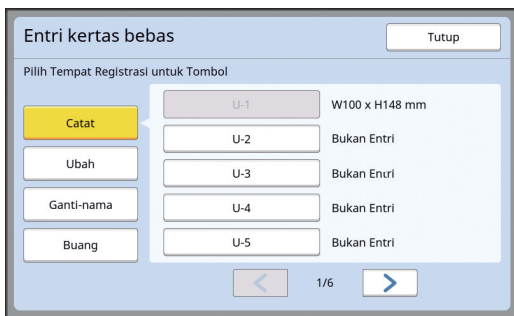 Entri kertas bebas
Tutup
Pilih Tempat Registrasi untuk Tombol
Catat
Ubah
Ganti-nama
Buang
U-1 W100 x H148 mm
U-2 Bukan Entri
U-3 Bukan Entri
U-4 Bukan Entri
U-5 Bukan Entri
1/6